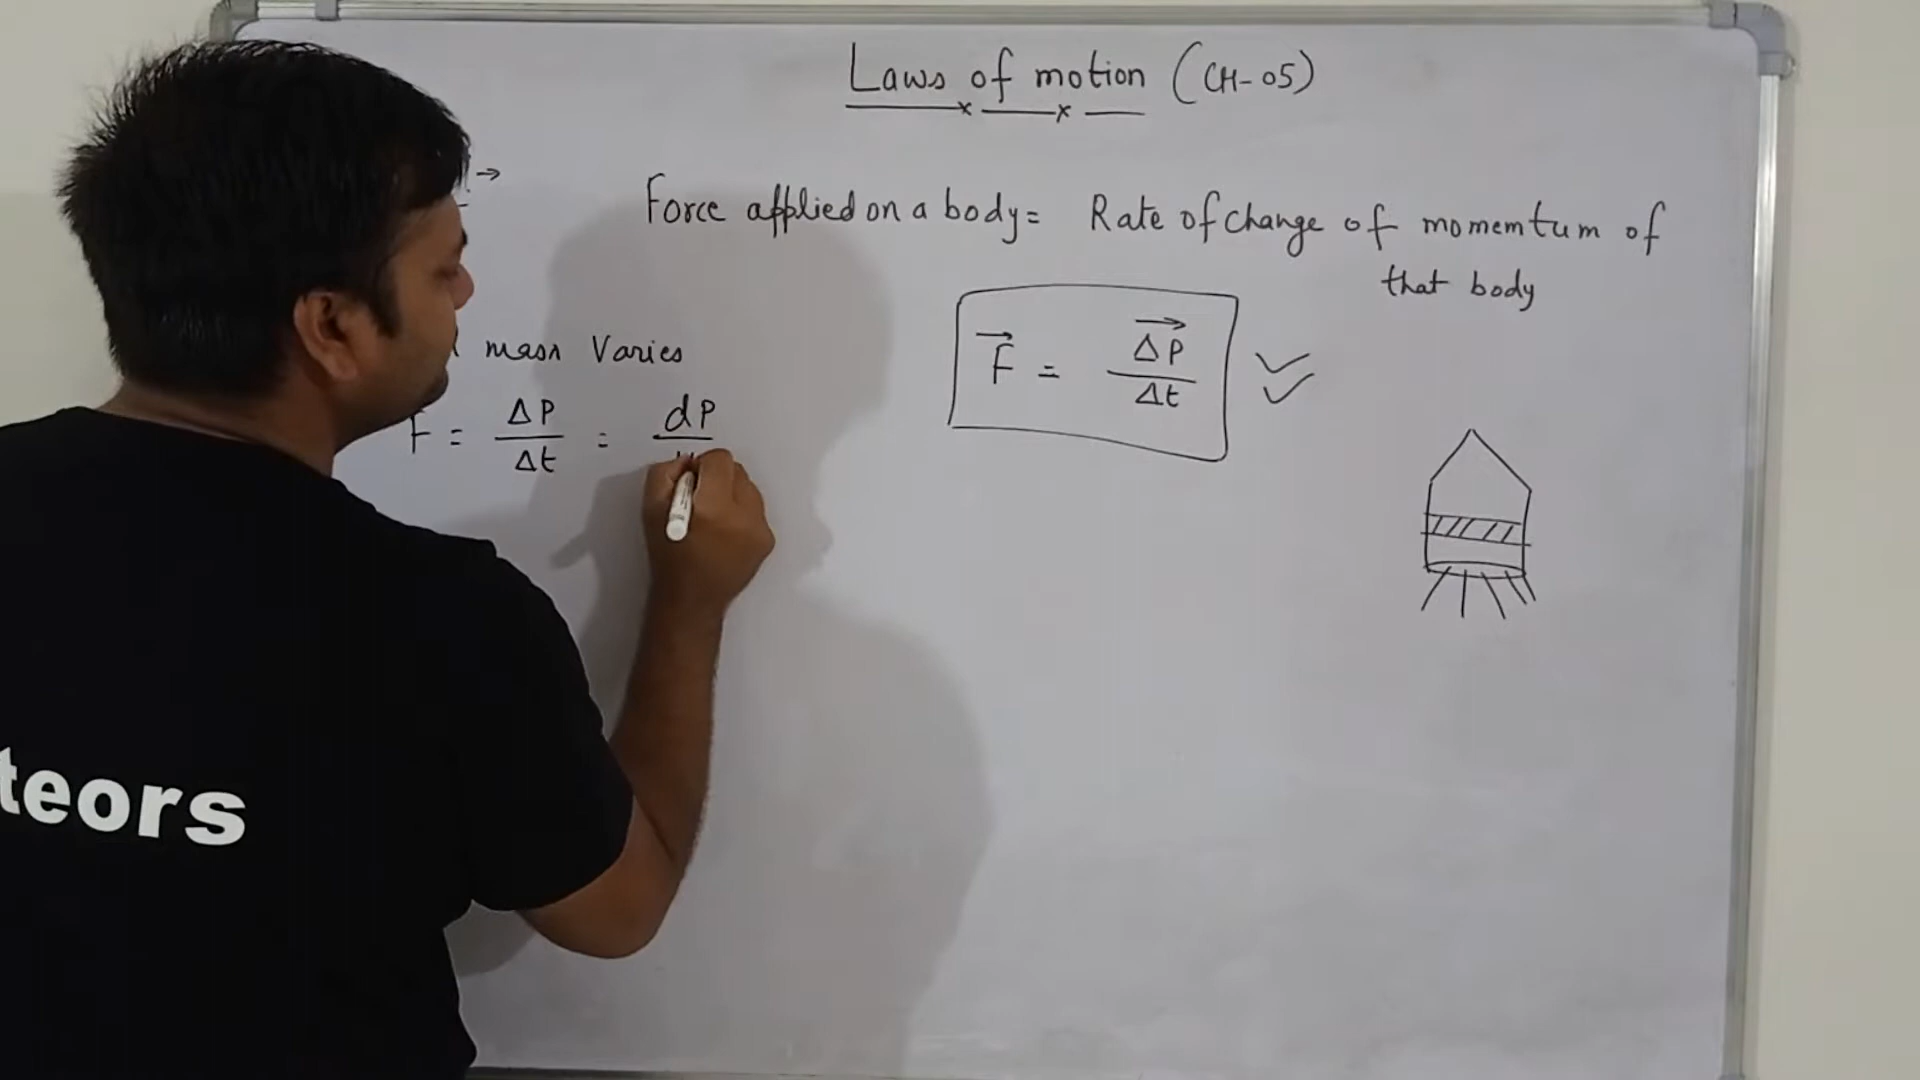 Laws of motion (CH-05)
Force applied on a body = Rate of change of momentum of
that body
F = ΔP
Δt
mass Varies
F = ΔP = dP
Δt
teors